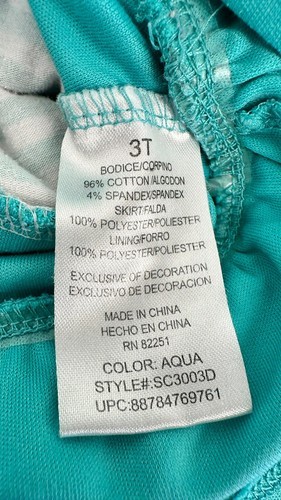 3T
BODICE/CORPINO
96% COTTON/ALGODON
4% SPANDEX/SPANDEX
SKIRT/FALDA
100% POLYESTER/POLIESTER
LINING/FORRO
100% POLYESTER/POLIESTER
EXCLUSIVE OF DECORATION
EXCLUSIVO DE DECORACION
MADE IN CHINA
HECHO EN CHINA
RN 82251
COLOR: AQUA
STYLE#:SC3003D
UPC:88784769761